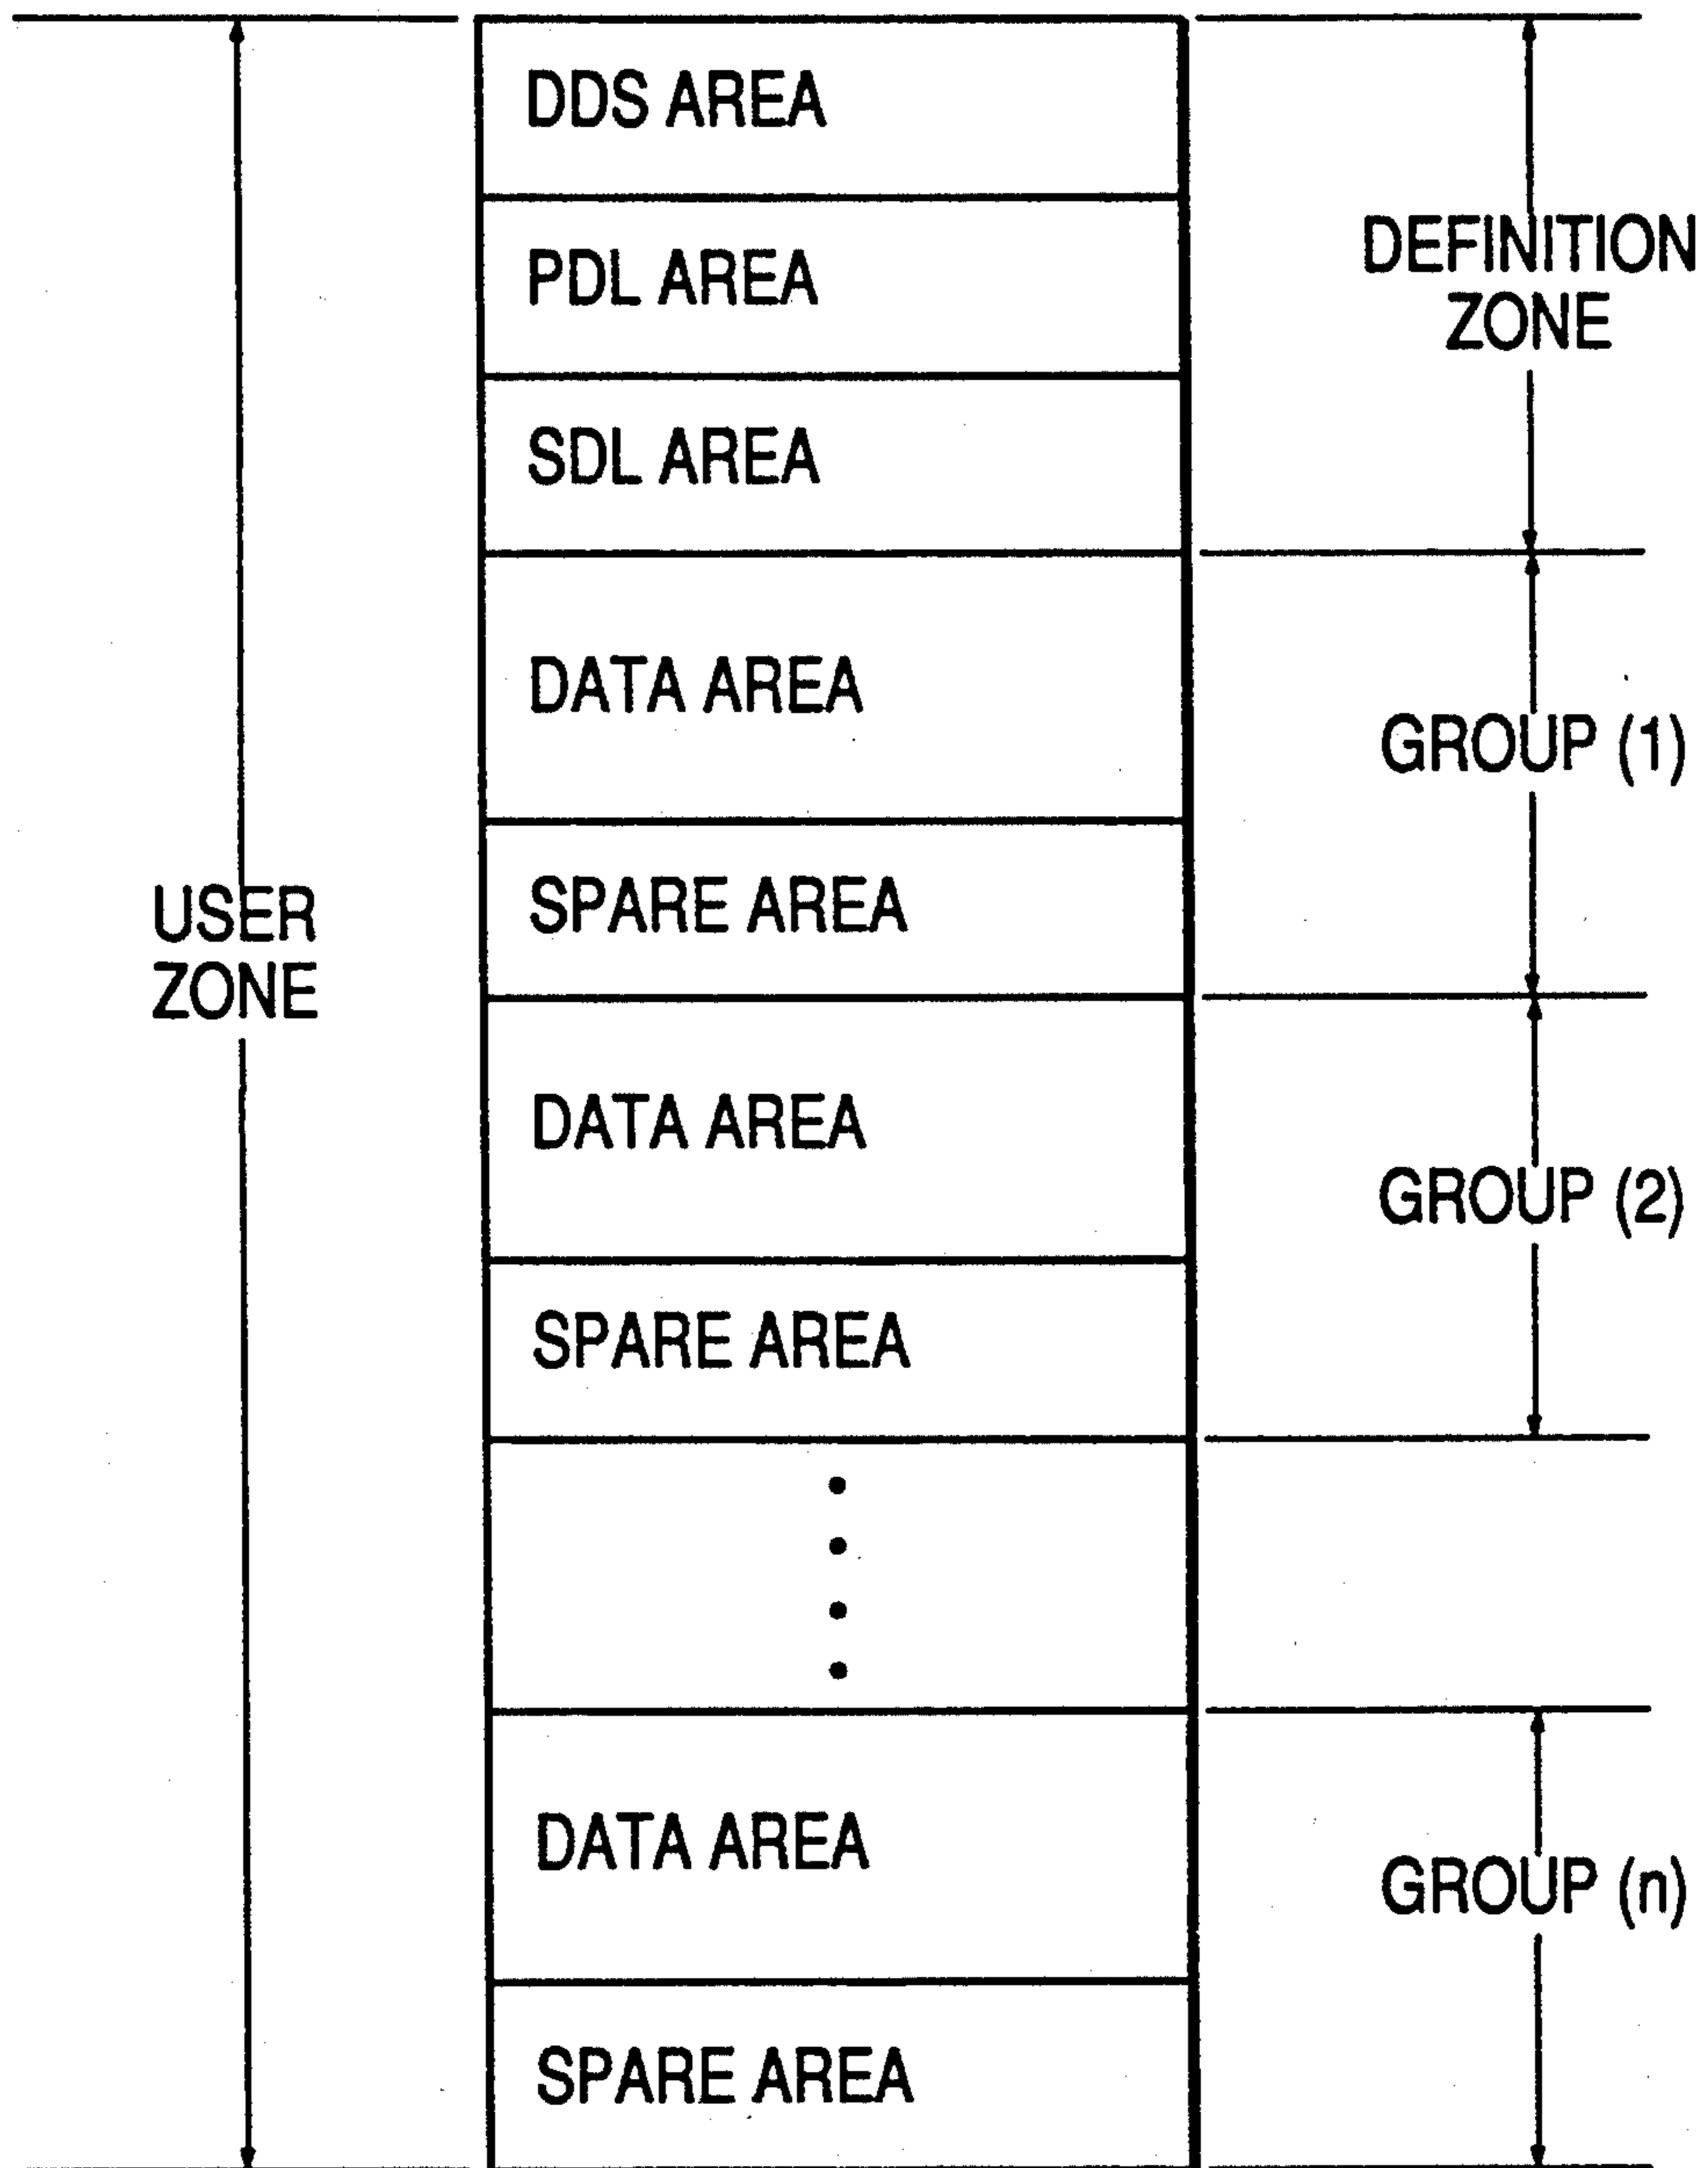 DDS AREA
PDL AREA
DEFINITION
ZONE
SDL AREA
DATA AREA
GROUP (1)
SPARE AREA
USER
ZONE
DATA AREA
GROUP (2)
SPARE AREA
DATA AREA
GROUP (n)
SPARE AREA